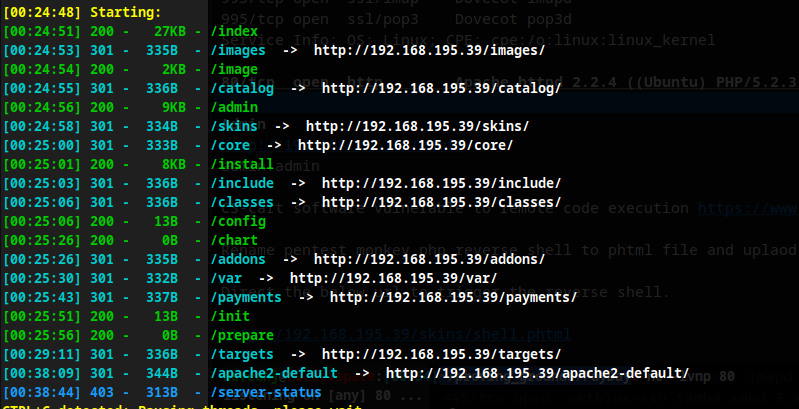 [00:24:48] Starting:
[00:24:51] 200 -   27KB - /index
[00:24:53] 301 -  335B  - /images  ->  http://192.168.195.39/images/
[00:24:54] 200 -    2KB - /image
[00:24:55] 301 -  336B  - /catalog  ->  http://192.168.195.39/catalog/
[00:24:56] 200 -    9KB - /admin
[00:24:58] 301 -  334B  - /skins  ->  http://192.168.195.39/skins/
[00:25:00] 301 -  333B  - /core  ->  http://192.168.195.39/core/
[00:25:01] 200 -    8KB - /install
[00:25:03] 301 -  336B  - /include  ->  http://192.168.195.39/include/
[00:25:06] 301 -  336B  - /classes  ->  http://192.168.195.39/classes/
[00:25:06] 200 -   13B  - /config
[00:25:26] 200 -    0B  - /chart
[00:25:26] 301 -  335B  - /addons  ->  http://192.168.195.39/addons/
[00:25:30] 301 -  332B  - /var  ->  http://192.168.195.39/var/
[00:25:43] 301 -  337B  - /payments  ->  http://192.168.195.39/payments/
[00:25:51] 200 -   13B  - /init
[00:25:56] 200 -    0B  - /prepare
[00:29:11] 301 -  336B  - /targets  ->  http://192.168.195.39/targets/
[00:38:09] 301 -  344B  - /apache2-default  ->  http://192.168.195.39/apache2-default/
[00:38:44] 403 -  313B  - /server-status
CTRL+C detected: Pausing threads, please wait
995/tcp open ssl/pop3 Dovecot pop3d
Service Info: OS: Linux; CPE: cpe:/o:linux:linux_kernel
80/tcp open http Apache httpd 2.2.4 ((Ubuntu) PHP/5.2.3
admin
software vulnerable to remote code execution https://www
rename pentest monkey php reverse shell to phtml file and uplaod
the reverse shell.
/192.168.195.39/skins/shell.phtml
[any] 80 ...